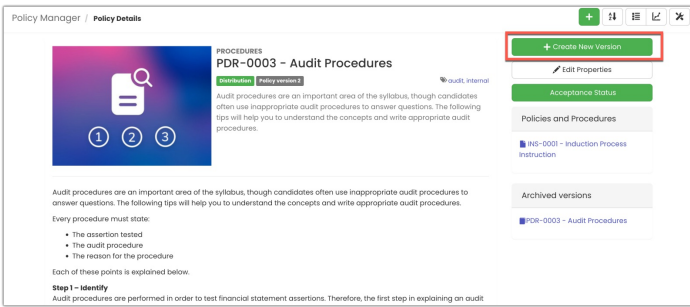 Policy Manager / Policy Details
PROCEDURES
PDR-0003 - Audit Procedures
Distribution Policy version 2 audit, internal
Audit procedures are an important area of the syllabus, though candidates
often use inappropriate audit procedures to answer questions. The following
tips will help you to understand the concepts and write appropriate audit
procedures.
1 2 3
Audit procedures are an important area of the syllabus, though candidates often use inappropriate audit procedures to
answer questions. The following tips will help you to understand the concepts and write appropriate audit procedures.
Every procedure must state:
• The assertion tested
• The audit procedure
• The reason for the procedure
Each of these points is explained below.
Step 1 – Identify
Audit procedures are performed in order to test financial statement assertions. Therefore, the first step in explaining an audit
+ Create New Version
Edit Properties
Acceptance Status
Policies and Procedures
INS-0001 - Induction Process
Instruction
Archived versions
PDR-0003 - Audit Procedures